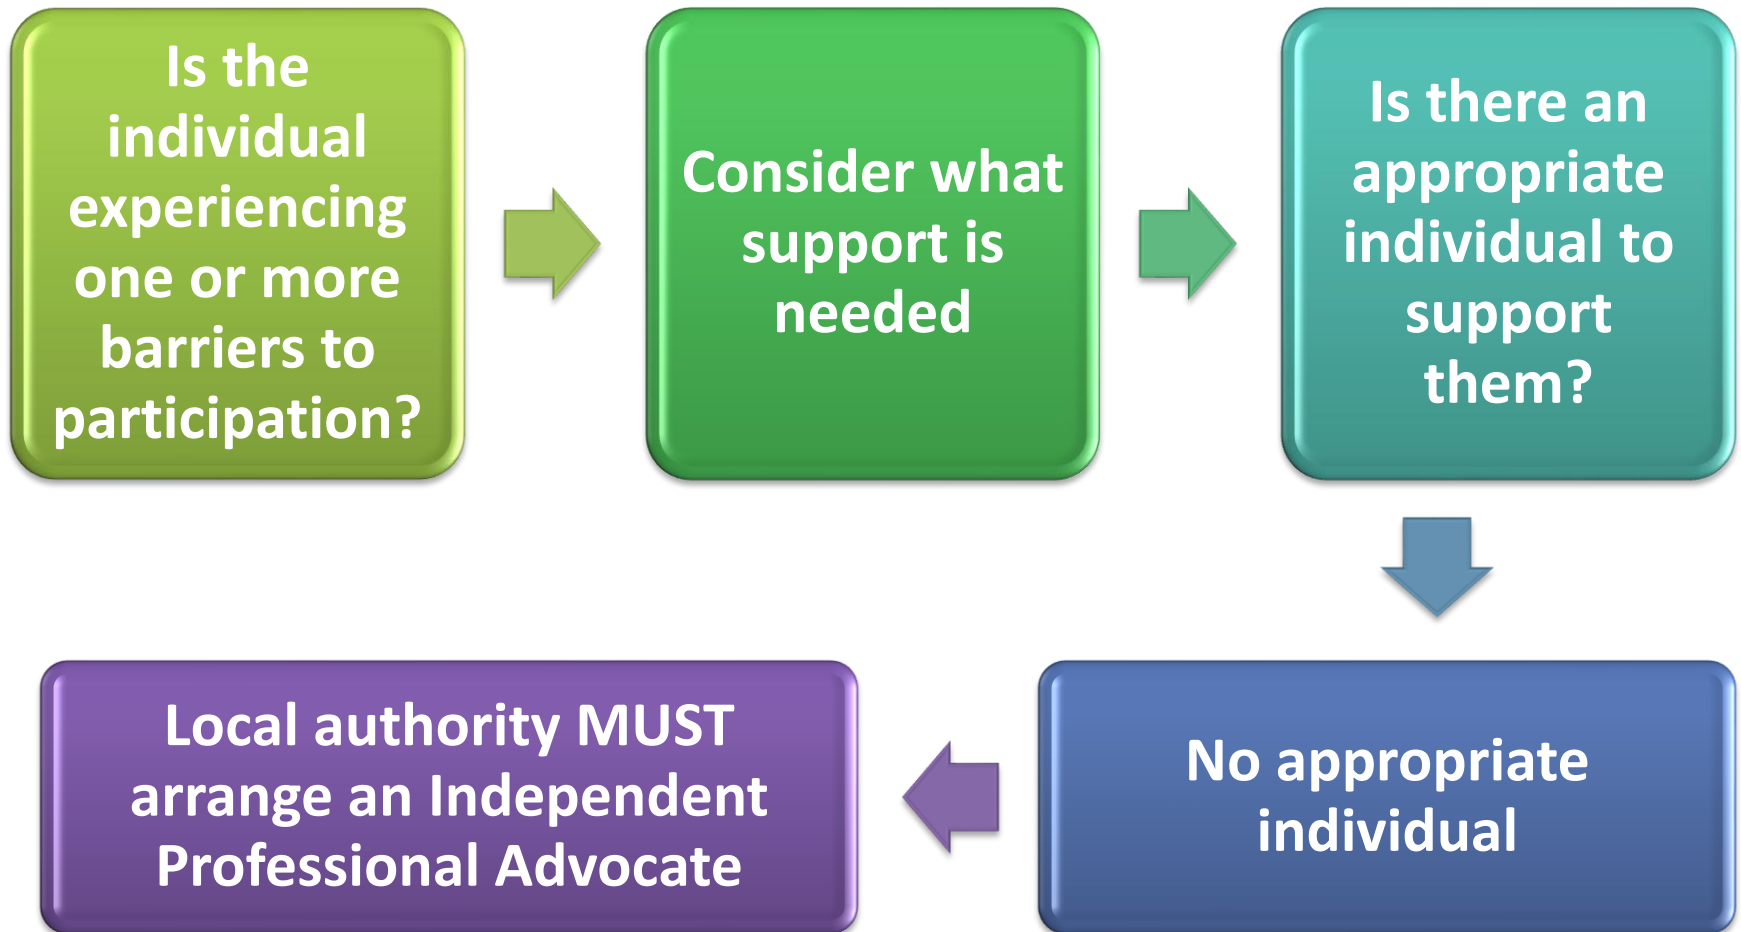 Is the
individual
experiencing
one or more
barriers to
participation?
Consider what
support is
needed
Is there an
appropriate
individual to
support
them?
No appropriate
individual
Local authority MUST
arrange an Independent
Professional Advocate